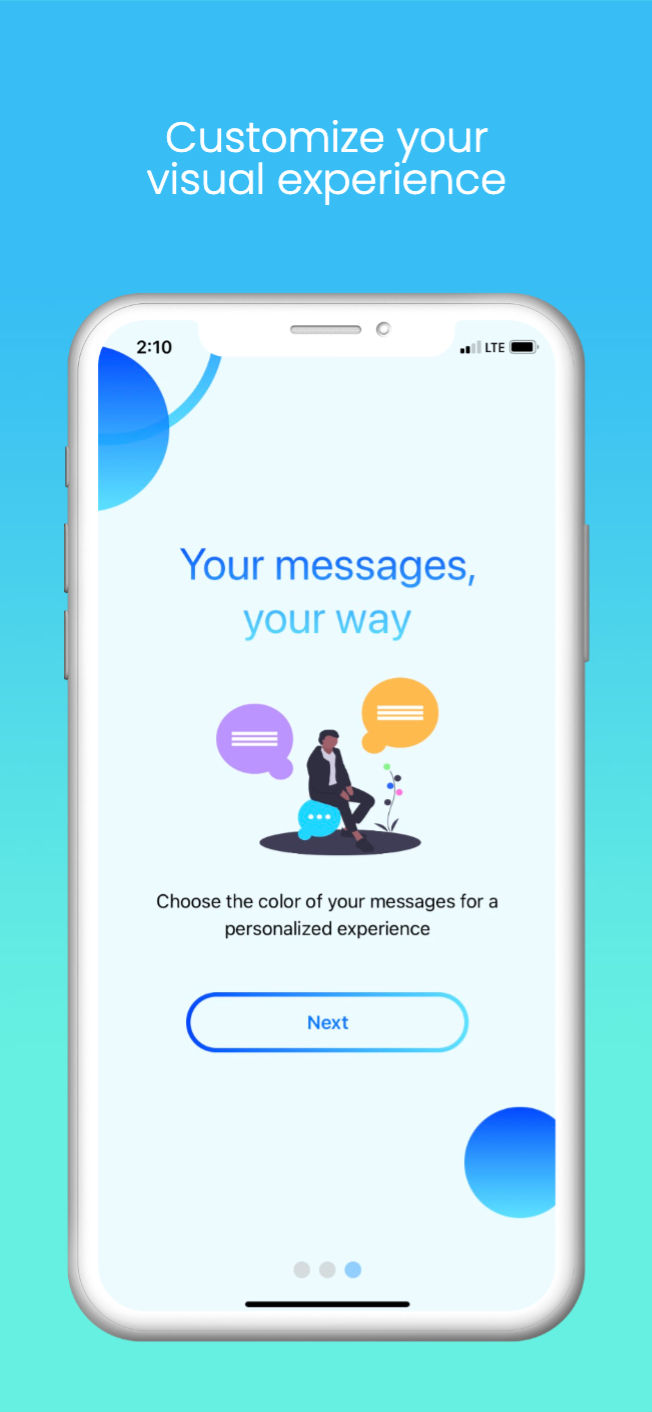 Customize your
visual experience
2:10
LTE
Your messages,
your way
Choose the color of your messages for a
personalized experience
Next